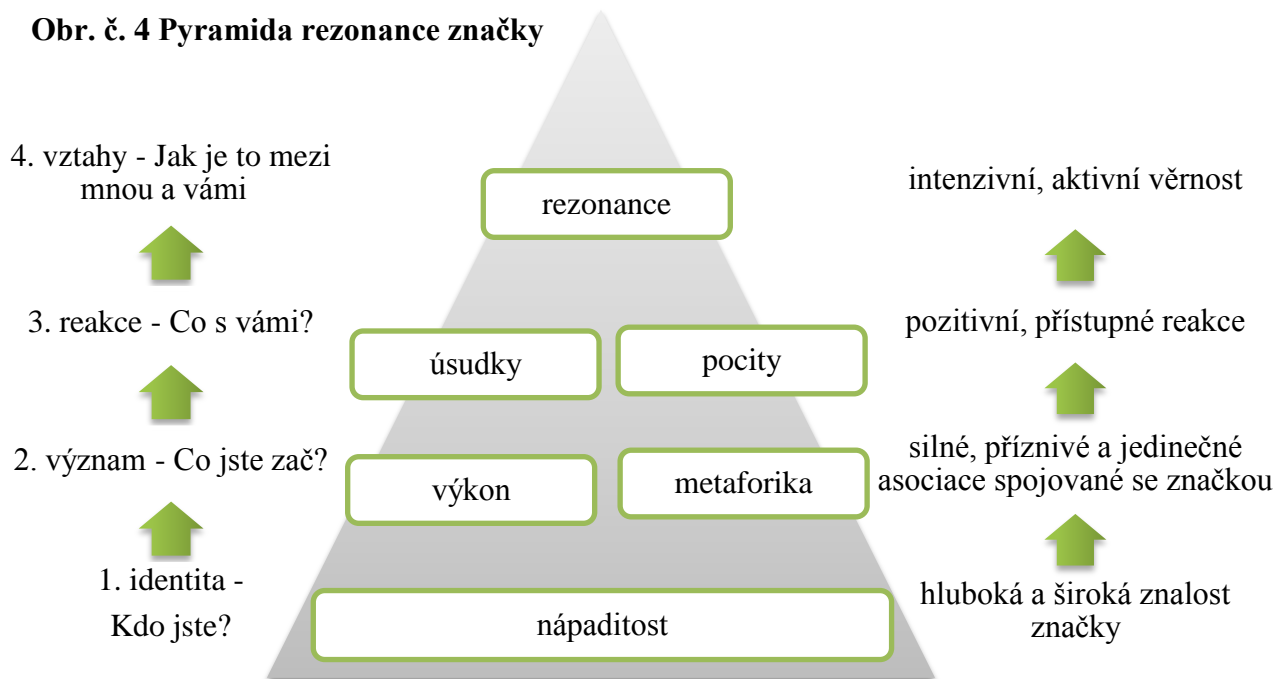 Obr. č. 4 Pyramida rezonance značky
4. vztahy - Jak je to mezi
mnou a vámi
rezonance
intenzivní, aktivní věrnost
3. reakce - Co s vámi?
úsudky
pocity
pozitivní, přístupné reakce
2. význam - Co jste zač?
výkon
metaforika
silné, příznivé a jedinečné
asociace spojované se značkou
1. identita -
Kdo jste?
nápaditost
hluboká a široká znalost
značky